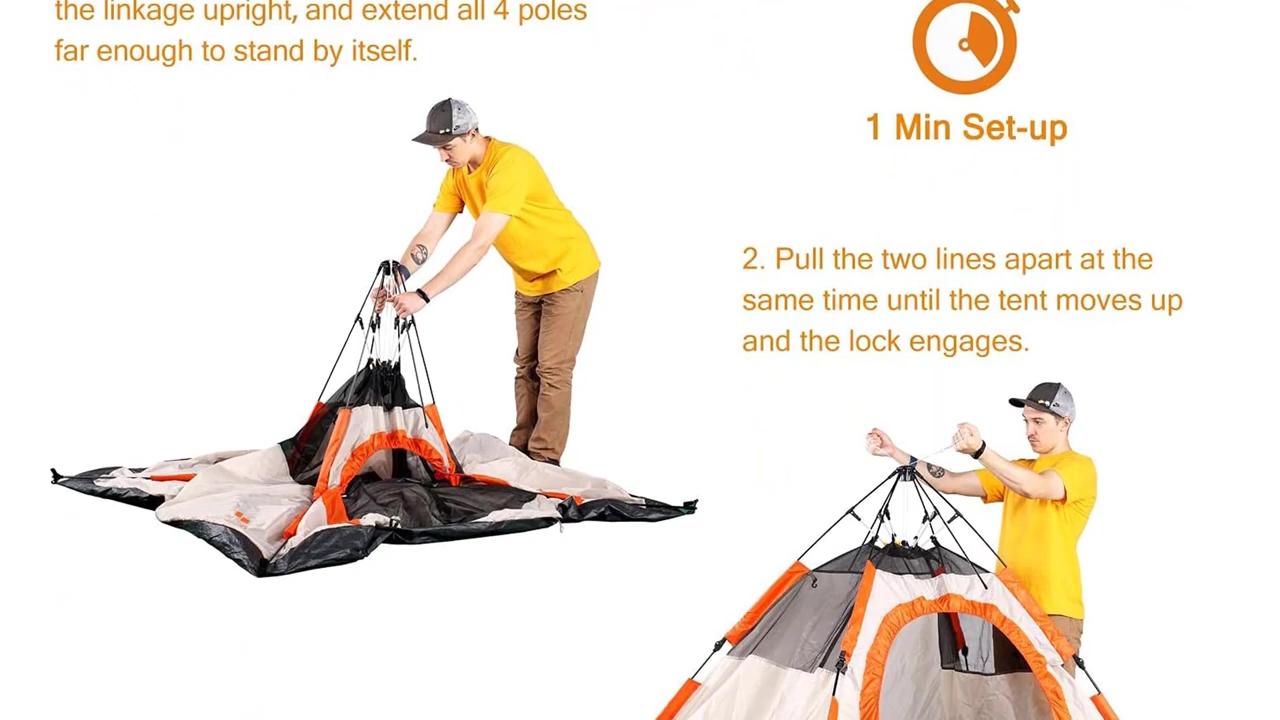 the linkage upright, and extend all 4 poles
far enough to stand by itself.
1 Min Set-up
2. Pull the two lines apart at the
same time until the tent moves up
and the lock engages.